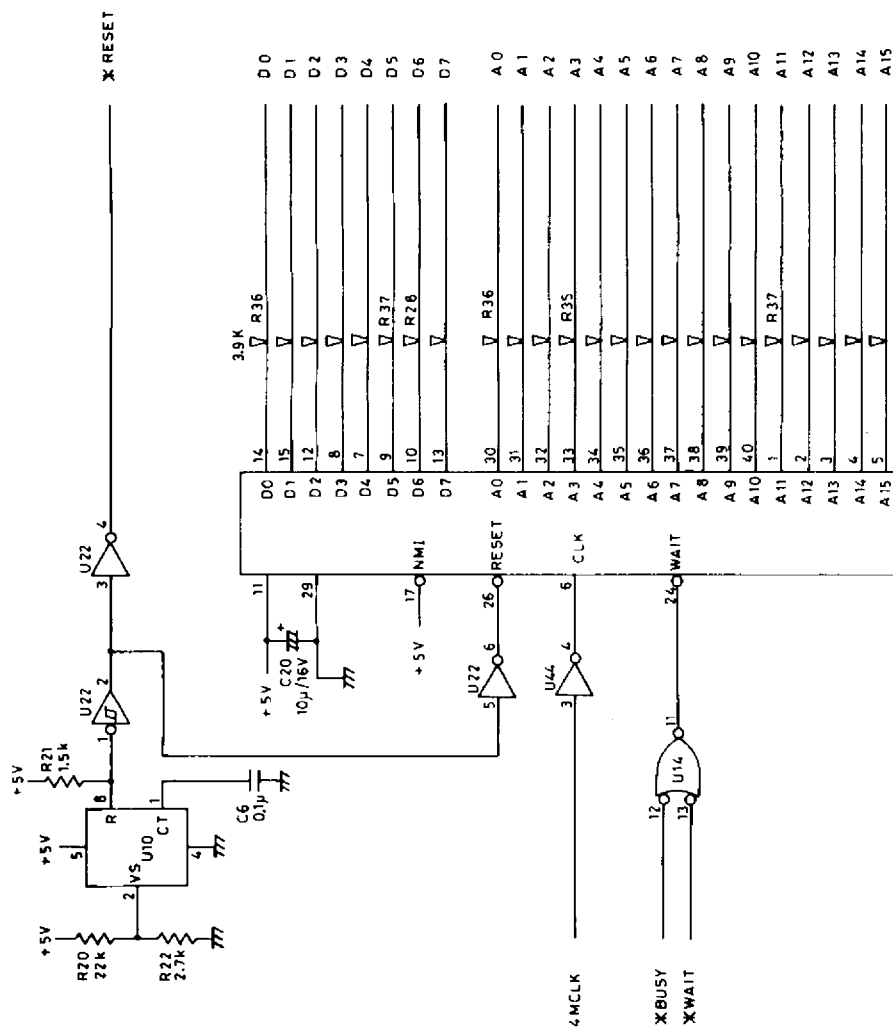 ✕RESET
D0
D1
D2
D3
D4
D5
D6
D7
A0
A1
A2
A3
A4
A5
A6
A7
A8
A9
A10
A11
A12
A13
A14
A15
3.9K
R36
R37
R28
R36
R35
R37
14
15
12
8
7
9
10
13
30
31
32
33
34
35
36
37
38
39
40
1
2
3
4
5
D0
D1
D2
D3
D4
D5
D6
D7
A0
A1
A2
A3
A4
A5
A6
A7
A8
A9
A10
A11
A12
A13
A14
A15
NMI
RESET
CLK
WAIT
11
29
17
26
6
24
+5V
C20
+
10µ/16V
+5V
U22
3
4
U22
1
2
U22
5
6
U44
3
4
U14
12
13
11
+5V
R21
1.5k
8
R
1
CT
C6
0.1µ
+5V
5
U10
VS
2
4
+5V
R20
22k
R22
2.7k
4MCLK
✕BUSY
✕WAIT